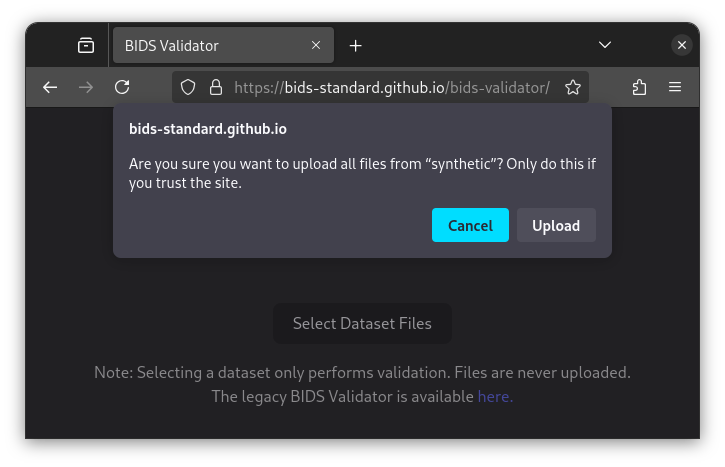 BIDS Validator
https://bids-standard.github.io/bids-validator/
bids-standard.github.io
Are you sure you want to upload all files from “synthetic”? Only do this if
you trust the site.
Cancel
Upload
Select Dataset Files
Note: Selecting a dataset only performs validation. Files are never uploaded.
The legacy BIDS Validator is available here.